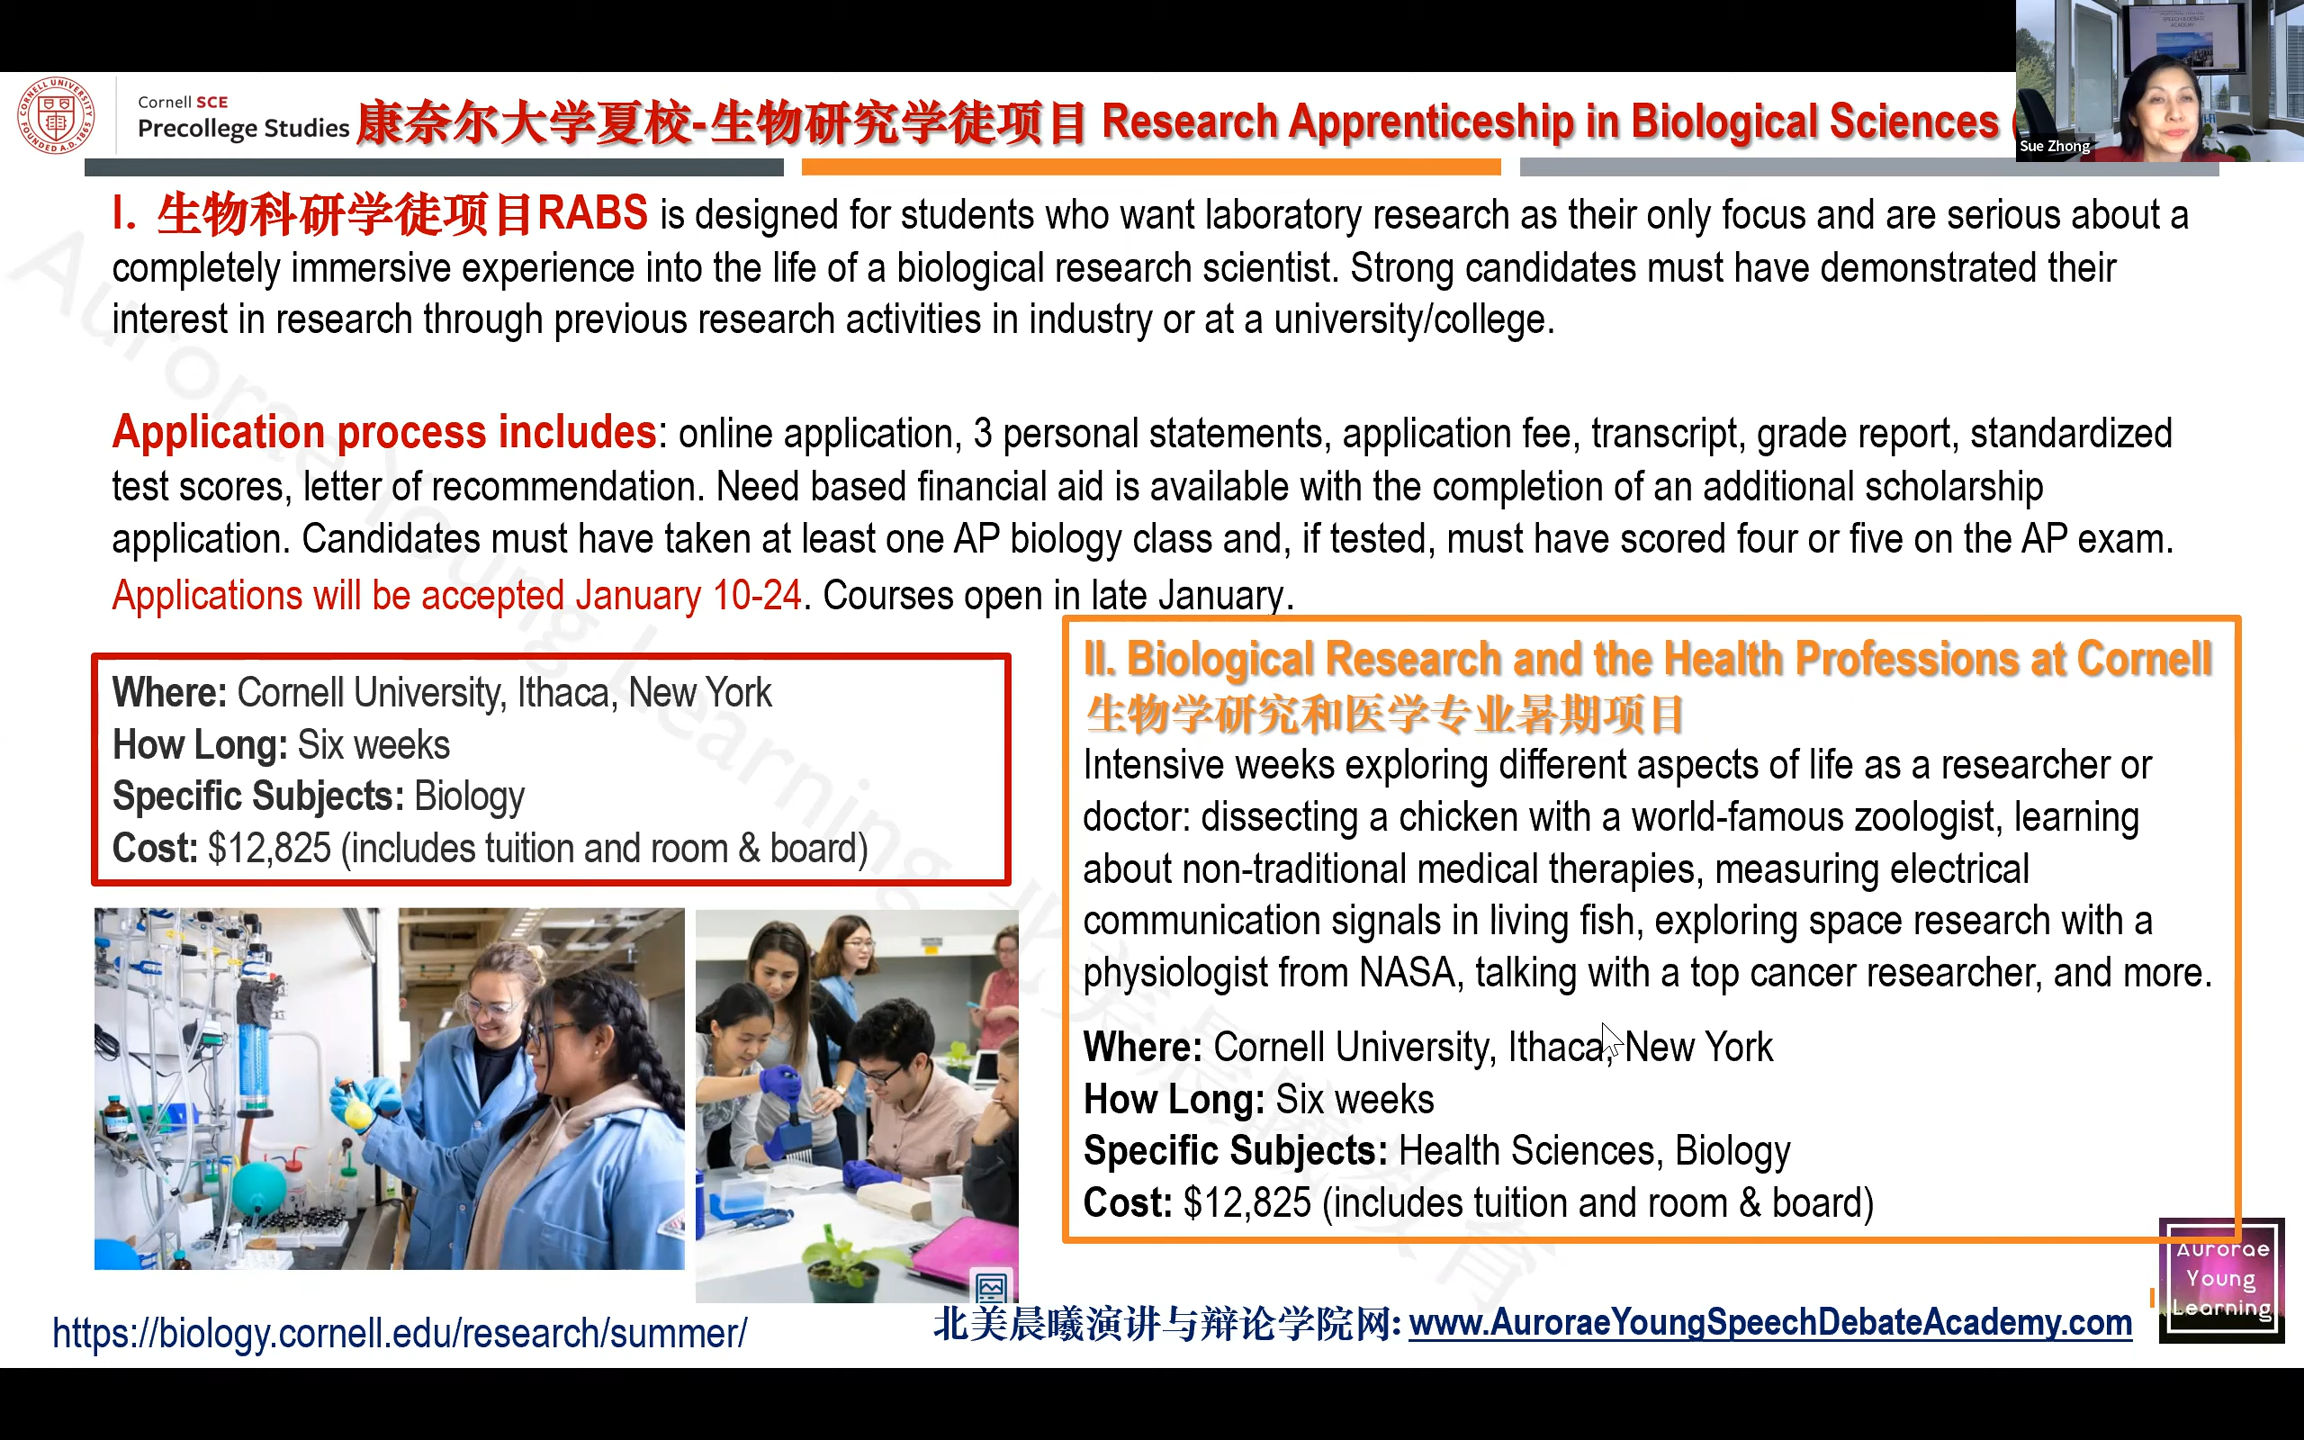 CORNELL UNIVERSITY
FOUNDED A.D. 1865
Cornell SCE
Precollege Studies
康奈尔大学夏校-生物研究学徒项目 Research Apprenticeship in Biological Sciences (
Sue Zhong
I. 生物科研学徒项目RABS is designed for students who want laboratory research as their only focus and are serious about a
completely immersive experience into the life of a biological research scientist. Strong candidates must have demonstrated their
interest in research through previous research activities in industry or at a university/college.
Application process includes: online application, 3 personal statements, application fee, transcript, grade report, standardized
test scores, letter of recommendation. Need based financial aid is available with the completion of an additional scholarship
application. Candidates must have taken at least one AP biology class and, if tested, must have scored four or five on the AP exam.
Applications will be accepted January 10-24. Courses open in late January.
Where: Cornell University, Ithaca, New York
How Long: Six weeks
Specific Subjects: Biology
Cost: $12,825 (includes tuition and room & board)
II. Biological Research and the Health Professions at Cornell
生物学研究和医学专业暑期项目
Intensive weeks exploring different aspects of life as a researcher or
doctor: dissecting a chicken with a world-famous zoologist, learning
about non-traditional medical therapies, measuring electrical
communication signals in living fish, exploring space research with a
physiologist from NASA, talking with a top cancer researcher, and more.
Where: Cornell University, Ithaca, New York
How Long: Six weeks
Specific Subjects: Health Sciences, Biology
Cost: $12,825 (includes tuition and room & board)
https://biology.cornell.edu/research/summer/
北美晨曦演讲与辩论学院网: www.AuroraeYoungSpeechDebateAcademy.com
Aurorae
Young
Learning
Aurorae Young Learning 北美晨曦教育